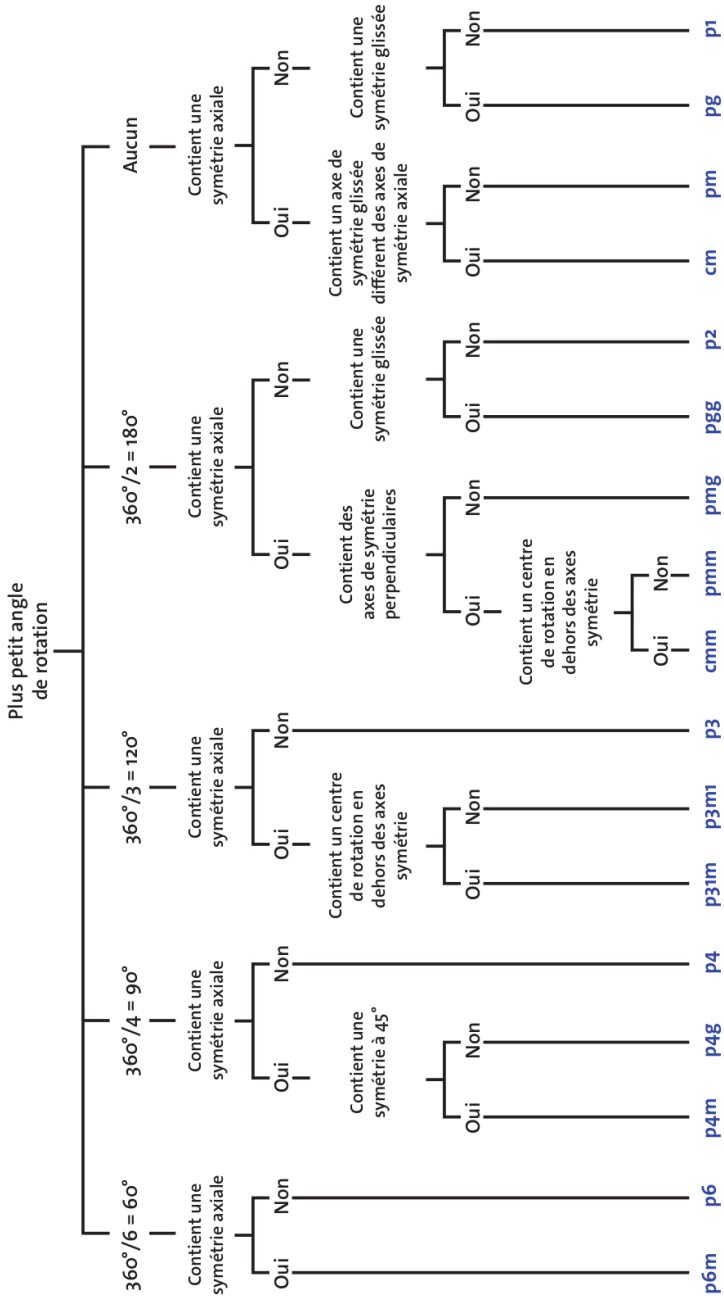 Plus petit angle
de rotation
360°/6 = 60°
360°/4 = 90°
360°/3 = 120°
360°/2 = 180°
Aucun
Contient une
symétrie axiale
Contient une
symétrie axiale
Contient une
symétrie axiale
Contient une
symétrie axiale
Contient une
symétrie axiale
Oui
Non
Oui
Non
Oui
Non
Oui
Non
Oui
Non
Contient une
symétrie à 45°
Contient un centre
de rotation en
dehors des axes
symétrie
Contient des
axes de symétrie
perpendiculaires
Contient une
symétrie glissée
Contient un axe de
symétrie glissée
différent des axes de
symétrie axiale
Contient une
symétrie glissée
Oui
Non
Oui
Non
Oui
Non
Oui
Non
Oui
Non
Oui
Non
Contient un centre
de rotation en
dehors des axes
symétrie
Oui
Non
p6m
p6
p4m
p4g
p4
p31m
p3m1
p3
cmm
pmm
pmg
pgg
p2
cm
pm
pg
p1